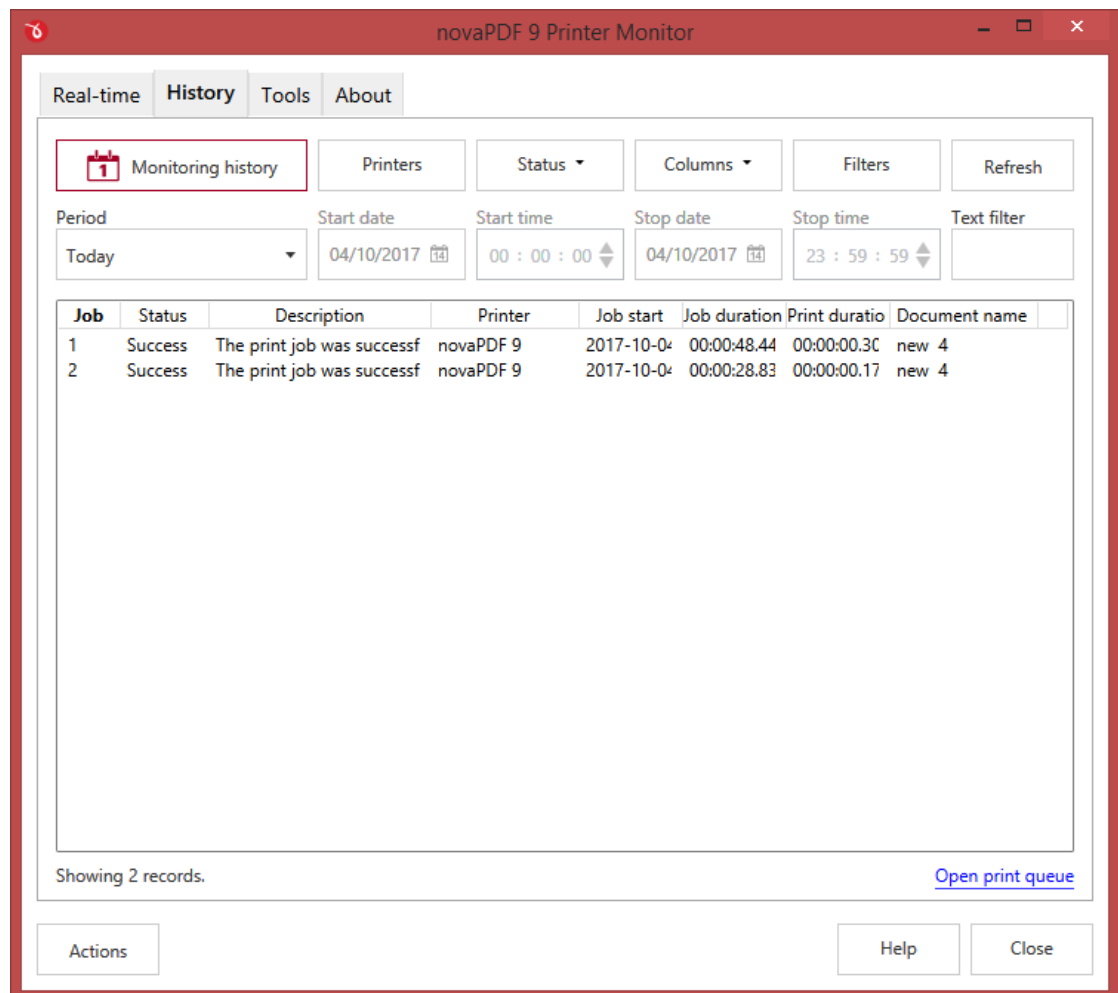 novaPDF 9 Printer Monitor
Real-time History Tools About
1 Monitoring history Printers Status Columns Filters Refresh
Period Start date Start time Stop date Stop time Text filter
Today 04/10/2017 14 00 : 00 : 00 04/10/2017 14 23 : 59 : 59
Job Status Description Printer Job start Job duration Print duratio Document name
1 Success The print job was successf novaPDF 9 2017-10-04 00:00:48.44 00:00:00.30 new 4
2 Success The print job was successf novaPDF 9 2017-10-04 00:00:28.83 00:00:00.17 new 4
Showing 2 records. Open print queue
Actions Help Close